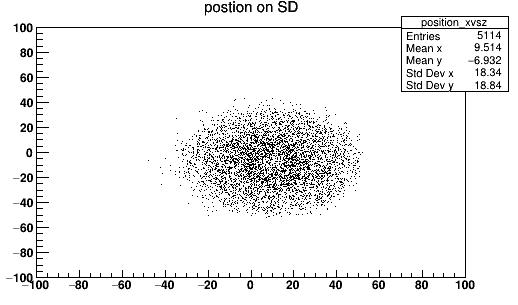 postion on SD
position_xvsz
Entries 5114
Mean x 9.514
Mean y −6.932
Std Dev x 18.34
Std Dev y 18.84
100
80
60
40
20
0
−20
−40
−60
−80
−100
−100 −80 −60 −40 −20 0 20 40 60 80 100